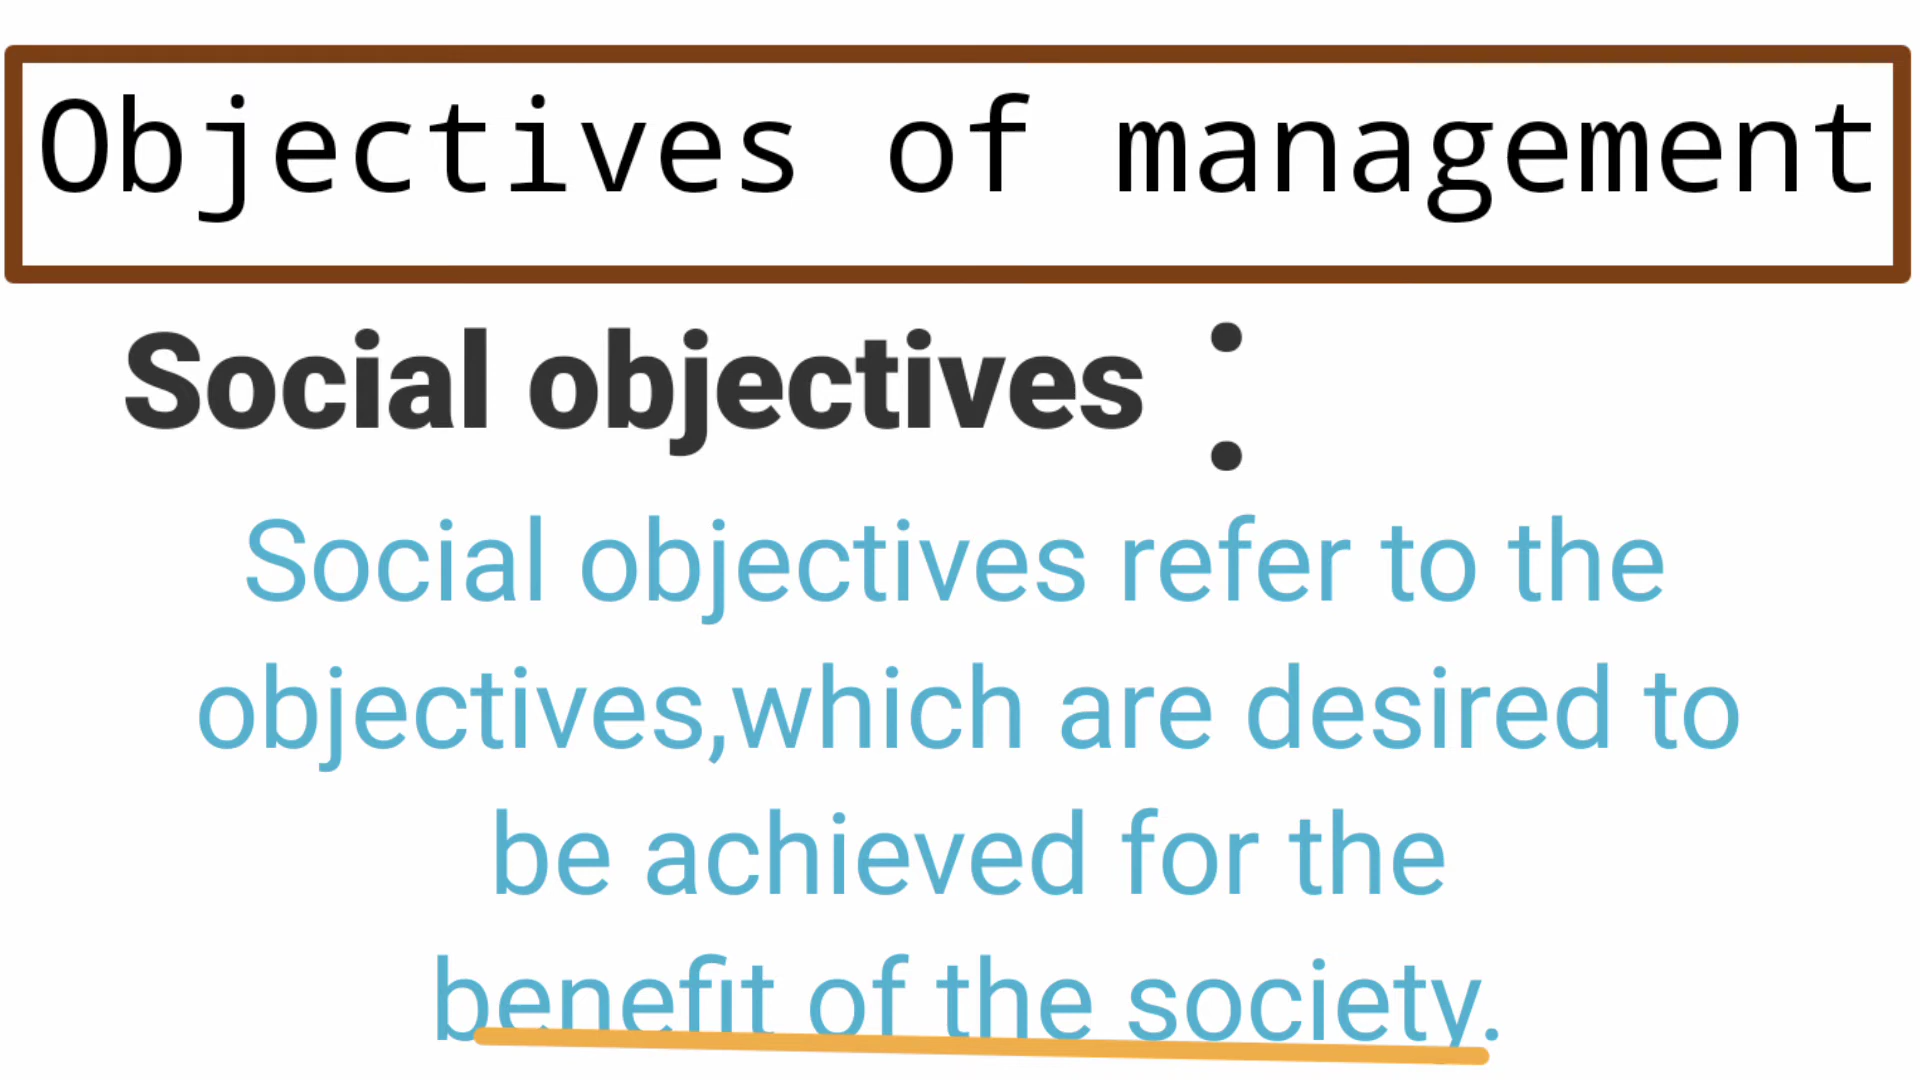 Objectives of management
Social objectives :
Social objectives refer to the
objectives,which are desired to
be achieved for the
benefit of the society.